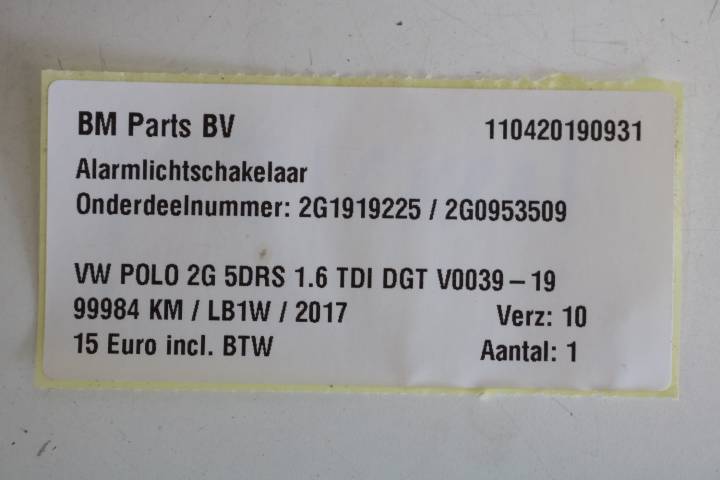 BM Parts BV 110420190931
Alarmlichtschakelaar
Onderdeelnummer: 2G1919225 / 2G0953509
VW POLO 2G 5DRS 1.6 TDI DGT V0039 – 19
99984 KM / LB1W / 2017 Verz: 10
15 Euro incl. BTW Aantal: 1